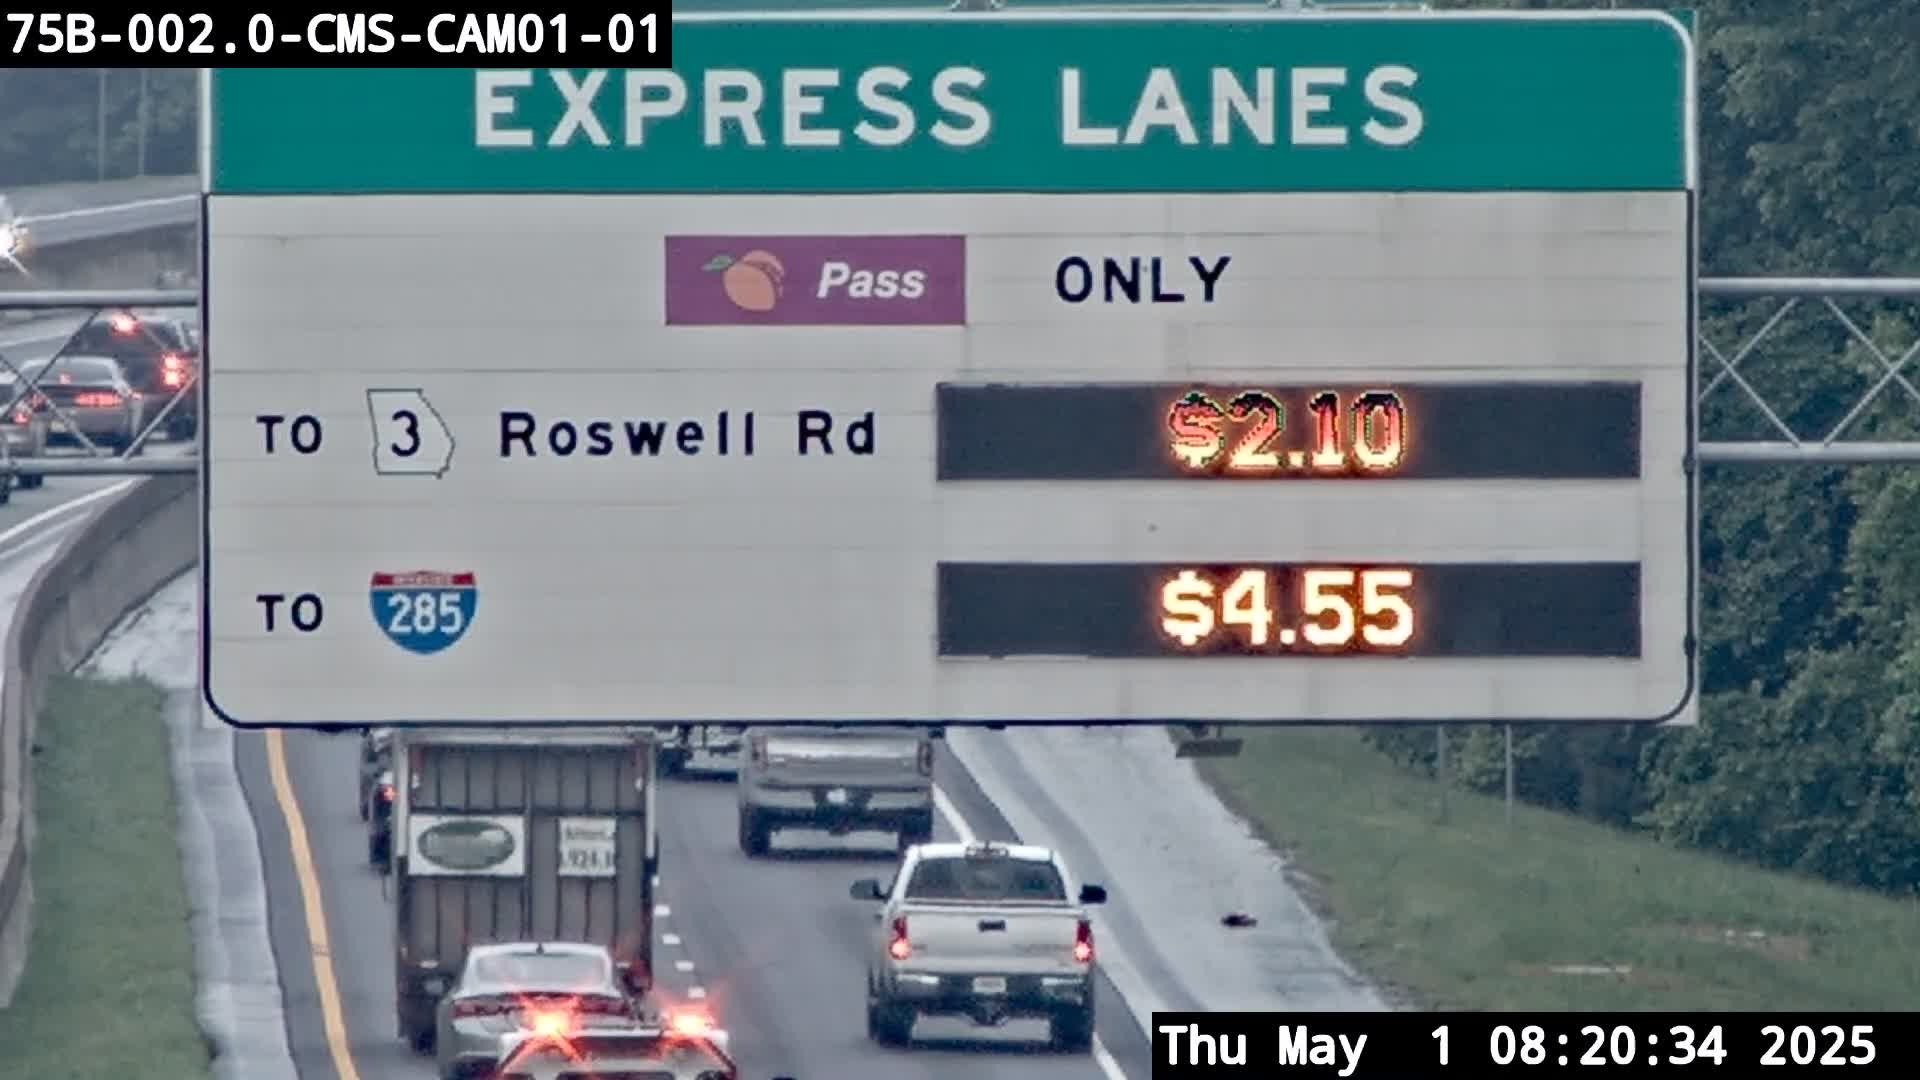 75B-002.0-CMS-CAM01-01
EXPRESS LANES
Pass ONLY
TO 3 Roswell Rd $2.10
TO 285 $4.55
Thu May 1 08:20:34 2025